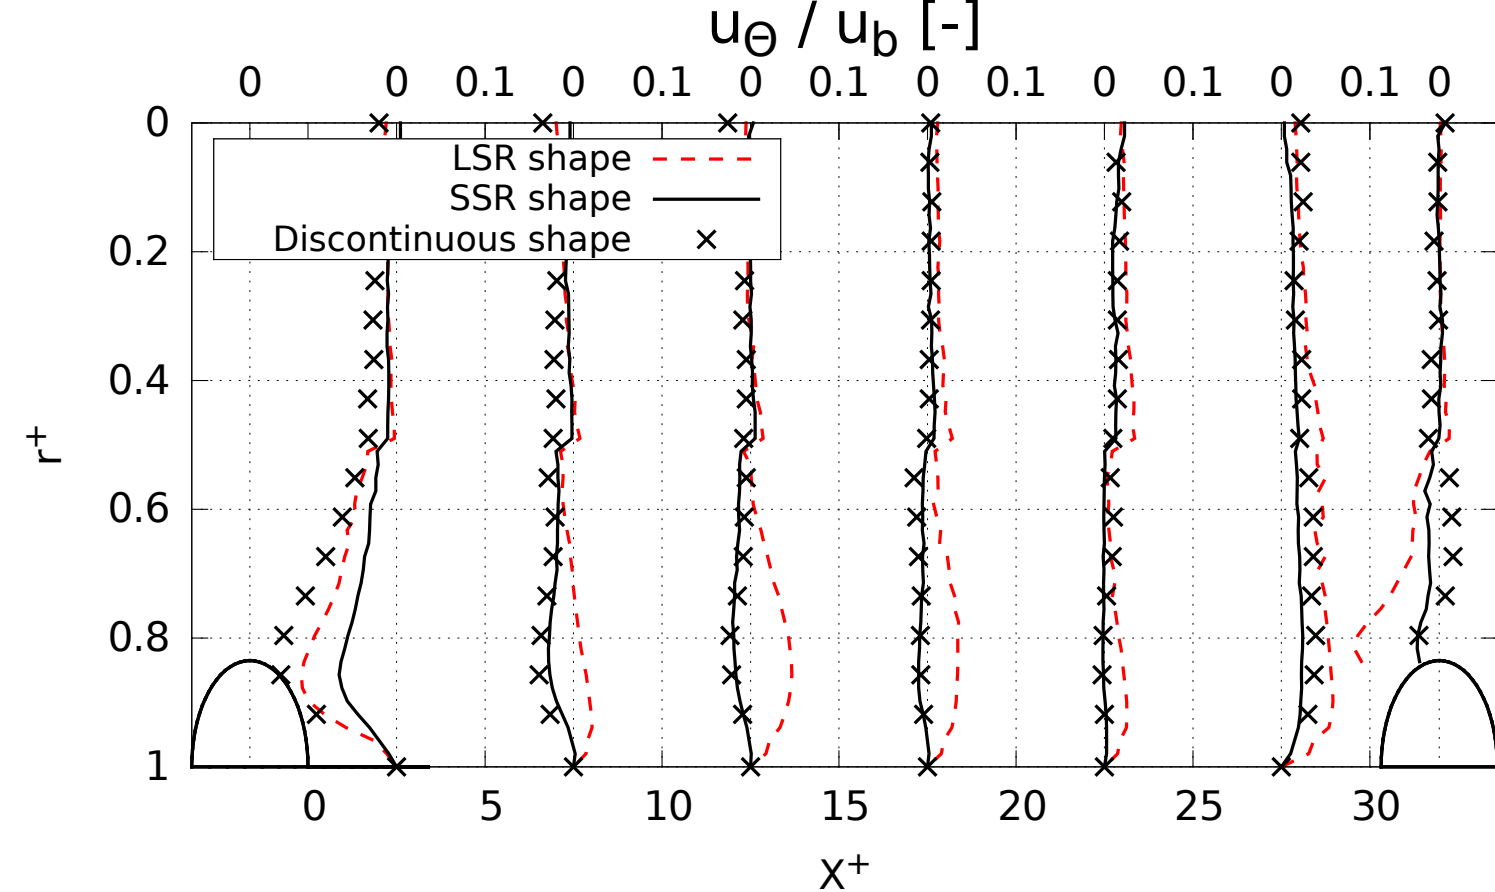 u_Θ / u_b [-]
0 0 0.1 0 0.1 0 0.1 0 0.1 0 0.1 0 0.1 0
0
LSR shape
SSR shape
Discontinuous shape
0.2
0.4
r⁺
0.6
0.8
1
0 5 10 15 20 25 30
X⁺